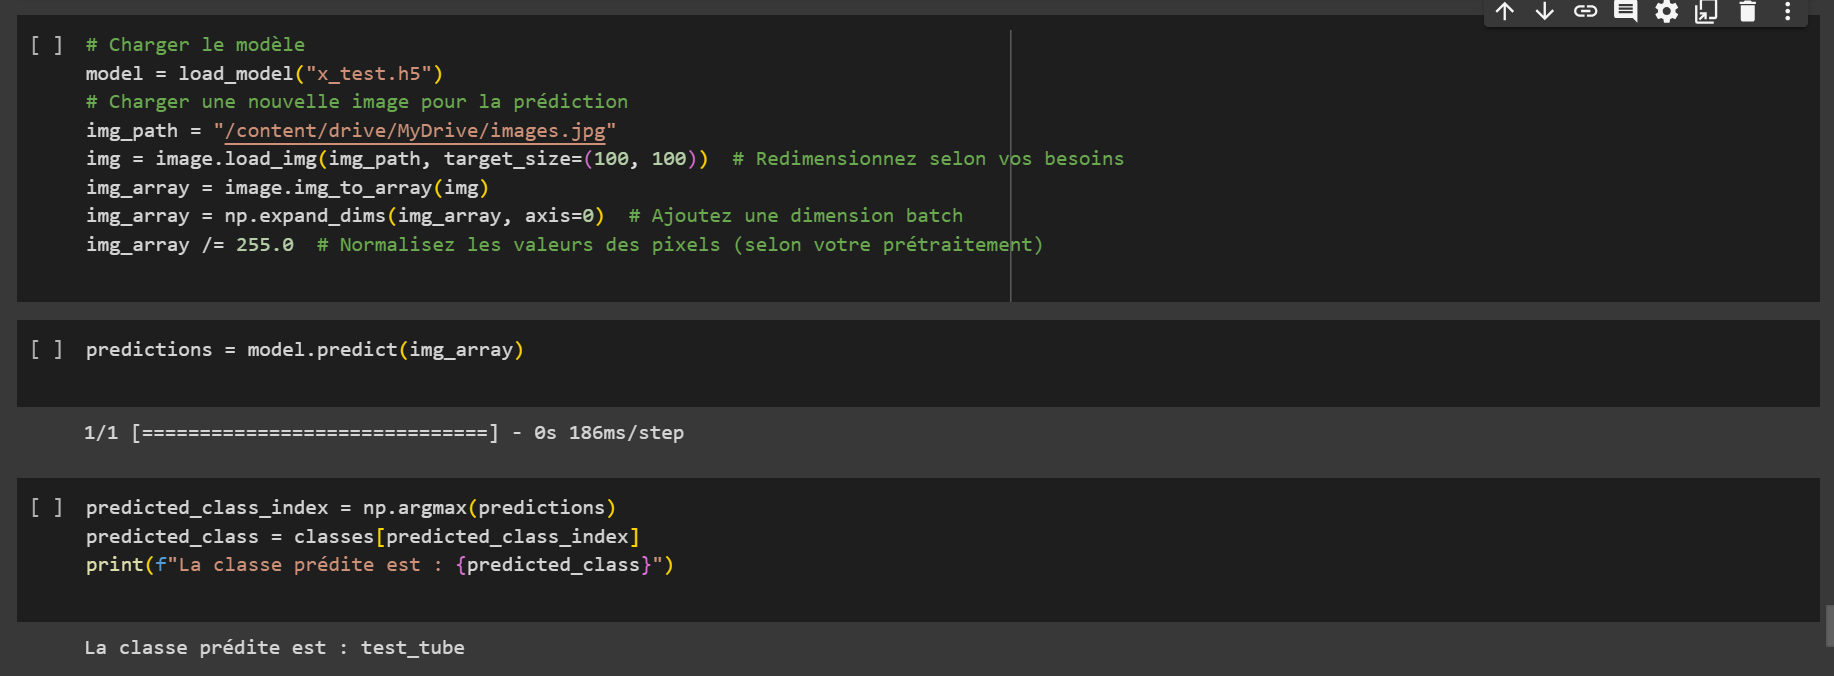 [ ] # Charger le modèle
model = load_model("x_test.h5")
# Charger une nouvelle image pour la prédiction
img_path = "/content/drive/MyDrive/images.jpg"
img = image.load_img(img_path, target_size=(100, 100))  # Redimensionnez selon vos besoins
img_array = image.img_to_array(img)
img_array = np.expand_dims(img_array, axis=0)  # Ajoutez une dimension batch
img_array /= 255.0  # Normalisez les valeurs des pixels (selon votre prétraitement)
[ ] predictions = model.predict(img_array)
1/1 [==============================] - 0s 186ms/step
[ ] predicted_class_index = np.argmax(predictions)
predicted_class = classes[predicted_class_index]
print(f"La classe prédite est : {predicted_class}")
La classe prédite est : test_tube